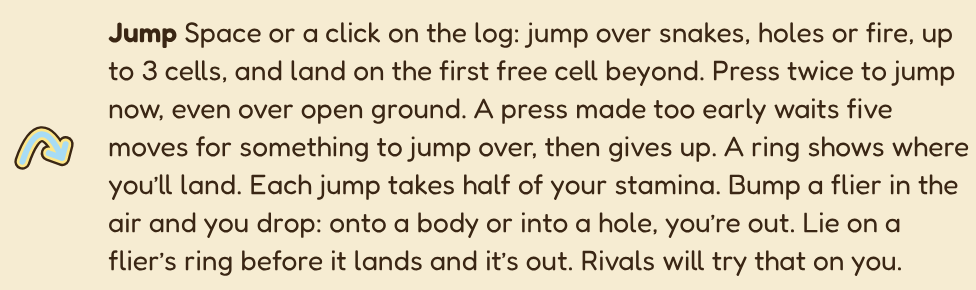 Jump Space or a click on the log: jump over snakes, holes or fire, up
to 3 cells, and land on the first free cell beyond. Press twice to jump
now, even over open ground. A press made too early waits five
moves for something to jump over, then gives up. A ring shows where
you’ll land. Each jump takes half of your stamina. Bump a flier in the
air and you drop: onto a body or into a hole, you’re out. Lie on a
flier’s ring before it lands and it’s out. Rivals will try that on you.